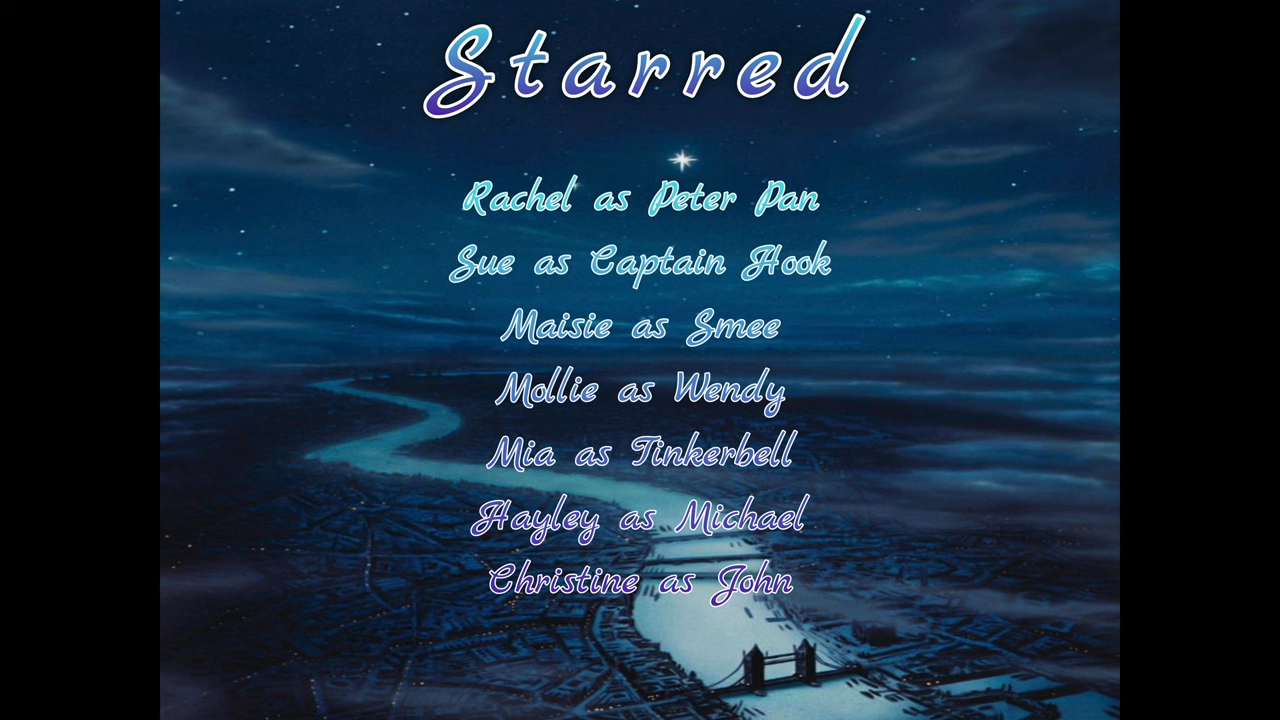 Starred
Rachel as Peter Pan
Sue as Captain Hook
Maisie as Smee
Mollie as Wendy
Mia as Tinkerbell
Hayley as Michael
Christine as John